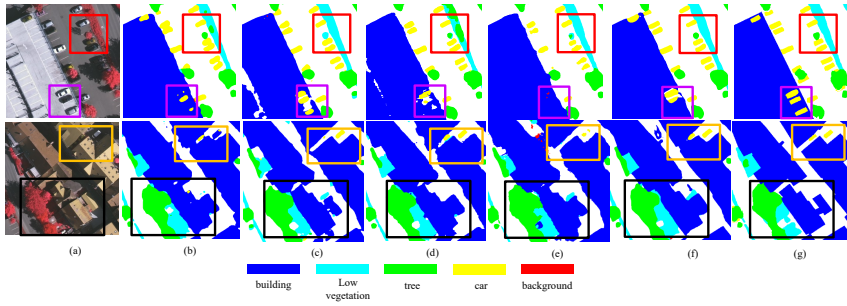 (a) (b) (c) (d) (e) (f) (g)
building Low vegetation tree car background